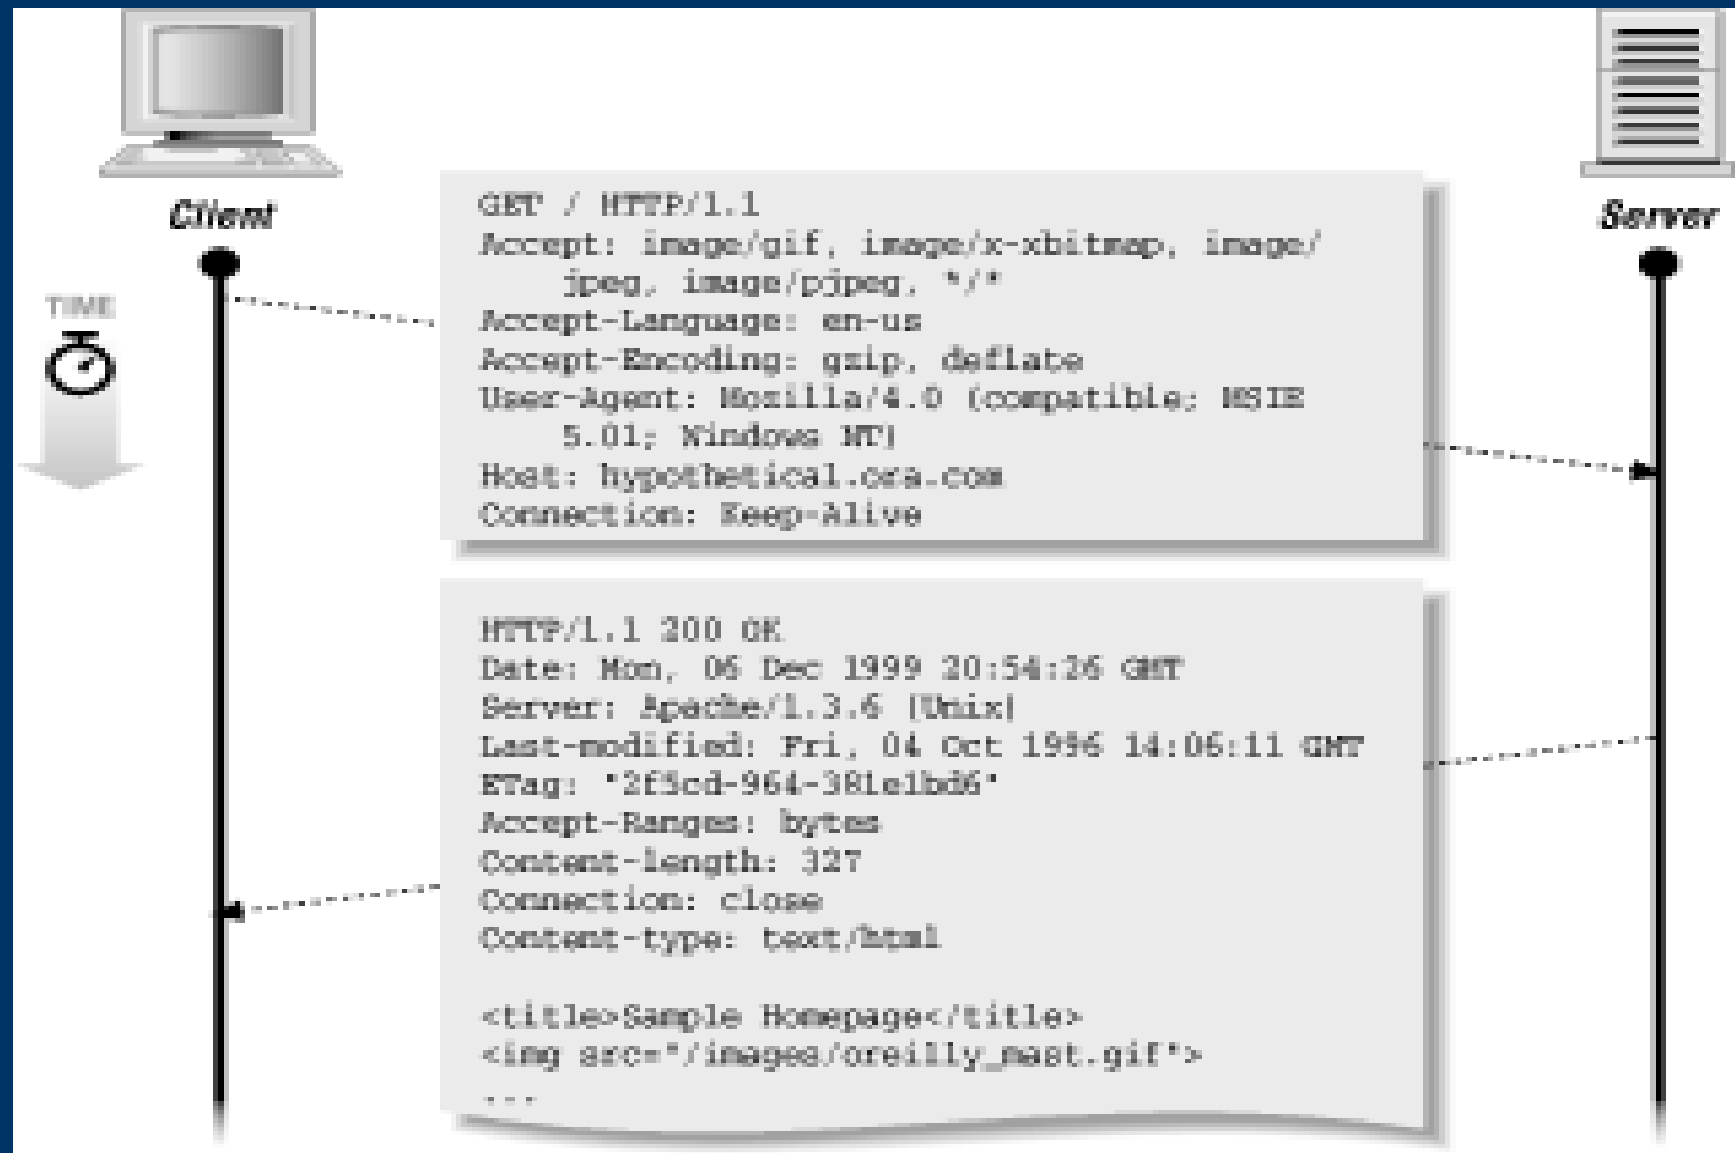 Client
Server
TIME
GET / HTTP/1.1
Accept: image/gif, image/x-xbitmap, image/
jpeg, image/pjpeg, */*
Accept-Language: en-us
Accept-Encoding: gzip, deflate
User-Agent: Mozilla/4.0 (compatible; MSIE
5.01; Windows NT)
Host: hypothetical.ora.com
Connection: Keep-Alive
HTTP/1.1 200 OK
Date: Mon, 06 Dec 1999 20:54:26 GMT
Server: Apache/1.3.6 (Unix)
Last-modified: Fri, 04 Oct 1996 14:06:11 GMT
ETag: "2f5cd-964-381e1bd6"
Accept-Ranges: bytes
Content-length: 327
Connection: close
Content-type: text/html
<title>Sample Homepage</title>
<img src="/images/oreilly_mast.gif">
...